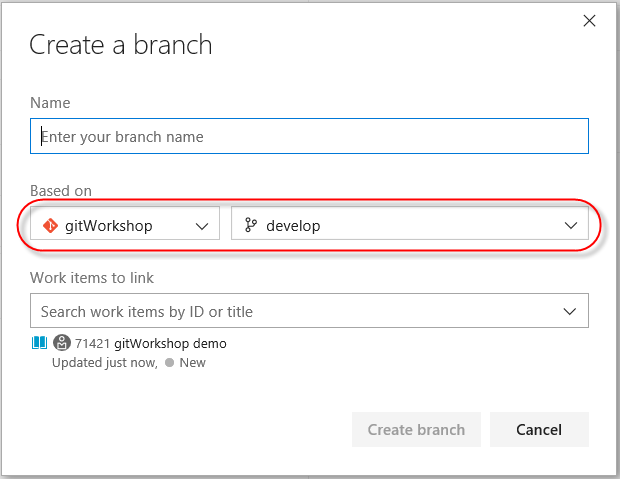 Create a branch
Name
Enter your branch name
Based on
gitWorkshop develop
Work items to link
Search work items by ID or title
71421 gitWorkshop demo
Updated just now, New
Create branch Cancel